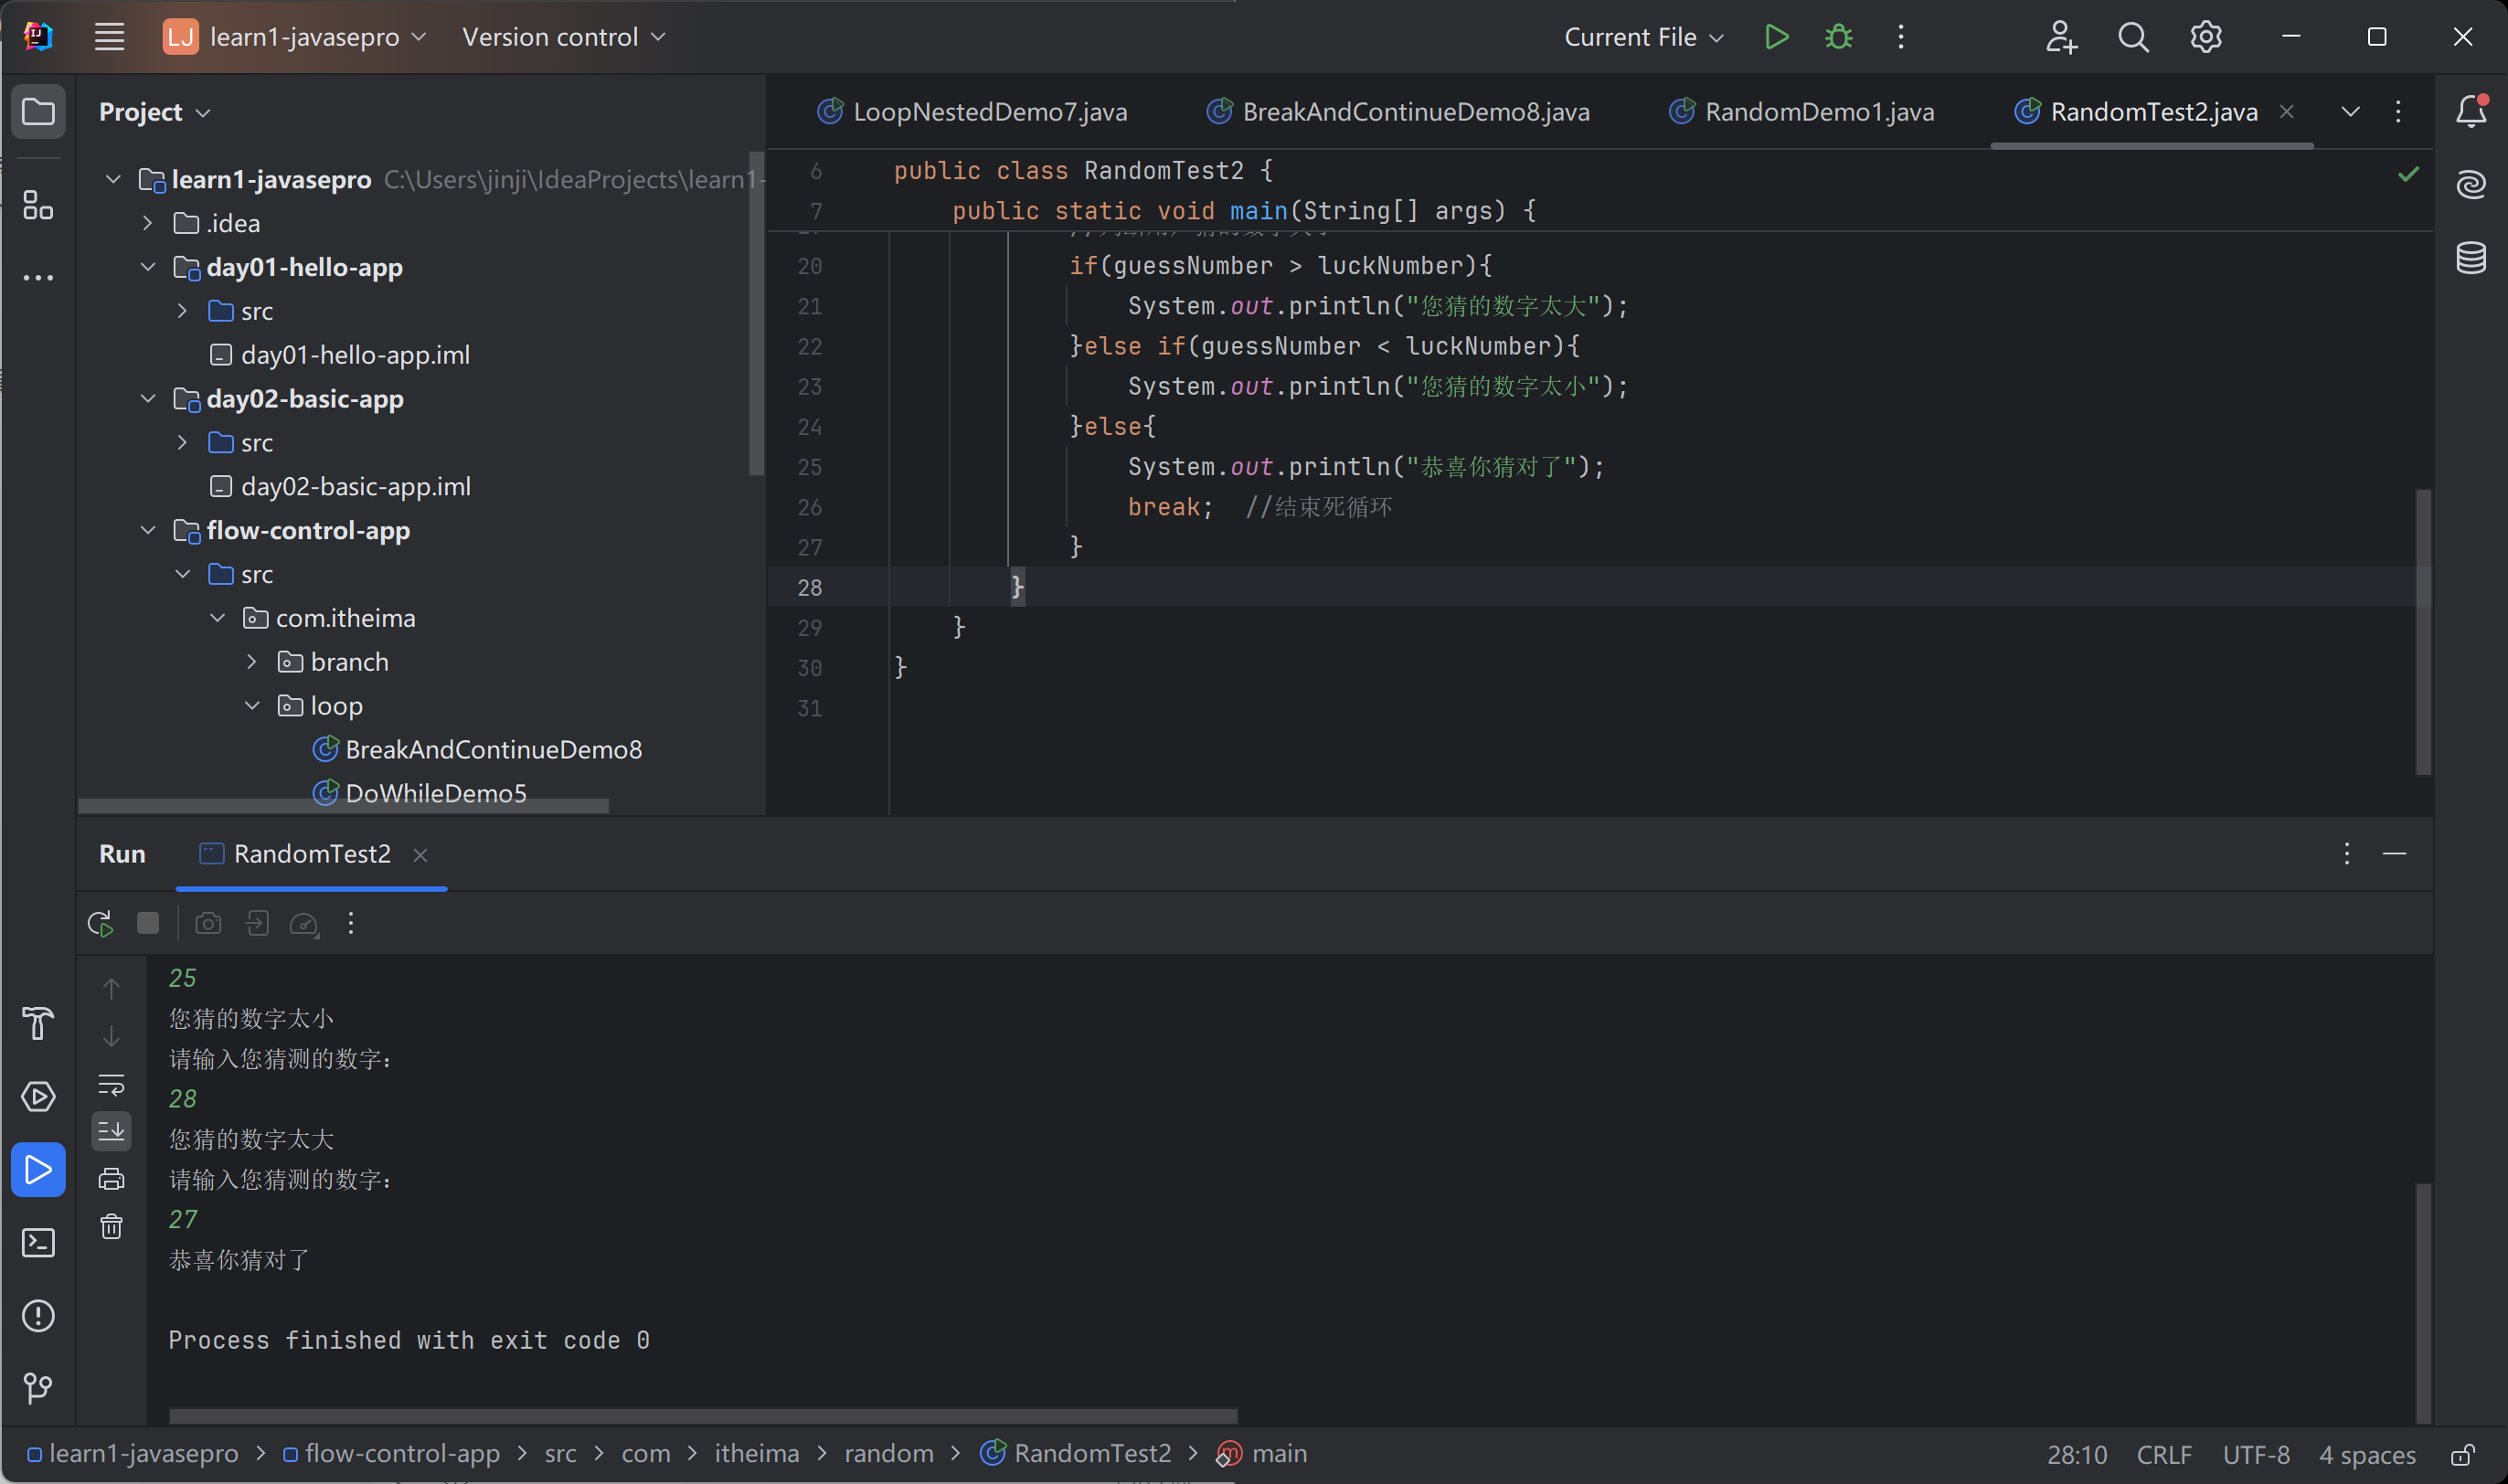 LJ learn1-javasepro Version control Current File
Project
LoopNestedDemo7.java BreakAndContinueDemo8.java RandomDemo1.java RandomTest2.java
learn1-javasepro C:\Users\jinji\IdeaProjects\learn1-
.idea
day01-hello-app
src
day01-hello-app.iml
day02-basic-app
src
day02-basic-app.iml
flow-control-app
src
com.itheima
branch
loop
BreakAndContinueDemo8
DoWhileDemo5
6 public class RandomTest2 {
7 public static void main(String[] args) {
20 if(guessNumber > luckNumber){
21 System.out.println("您猜的数字太大");
22 }else if(guessNumber < luckNumber){
23 System.out.println("您猜的数字太小");
24 }else{
25 System.out.println("恭喜你猜对了");
26 break; //结束死循环
27 }
28 }
29 }
30 }
31
Run RandomTest2
25
您猜的数字太小
请输入您猜测的数字：
28
您猜的数字太大
请输入您猜测的数字：
27
恭喜你猜对了
Process finished with exit code 0
learn1-javasepro > flow-control-app > src > com > itheima > random > RandomTest2 > main 28:10 CRLF UTF-8 4 spaces